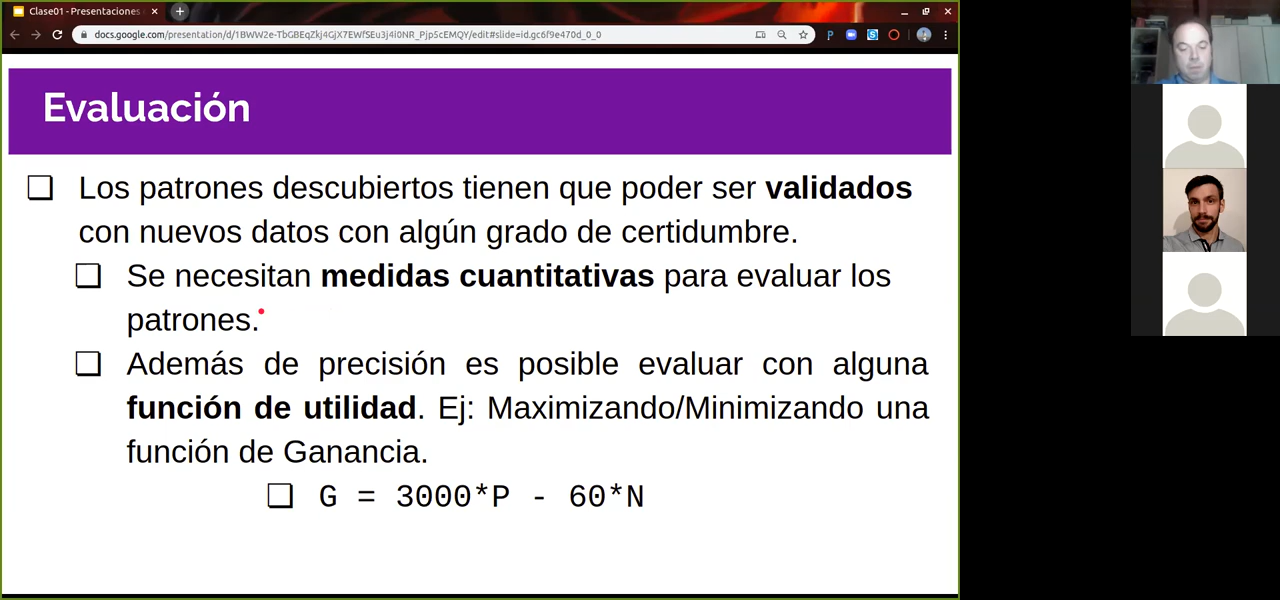 Clase01 - Presentaciones
docs.google.com/presentation/d/1BWW2e-TbGBEqZkj4GJX7EWfSEu3j4i0NR_PjpScEMQY/edit#slide=id.gc6f9e470d_0_0
Evaluación
❏ Los patrones descubiertos tienen que poder ser validados
con nuevos datos con algún grado de certidumbre.
❏ Se necesitan medidas cuantitativas para evaluar los
patrones.
❏ Además de precisión es posible evaluar con alguna
función de utilidad. Ej: Maximizando/Minimizando una
función de Ganancia.
❏ G = 3000*P - 60*N